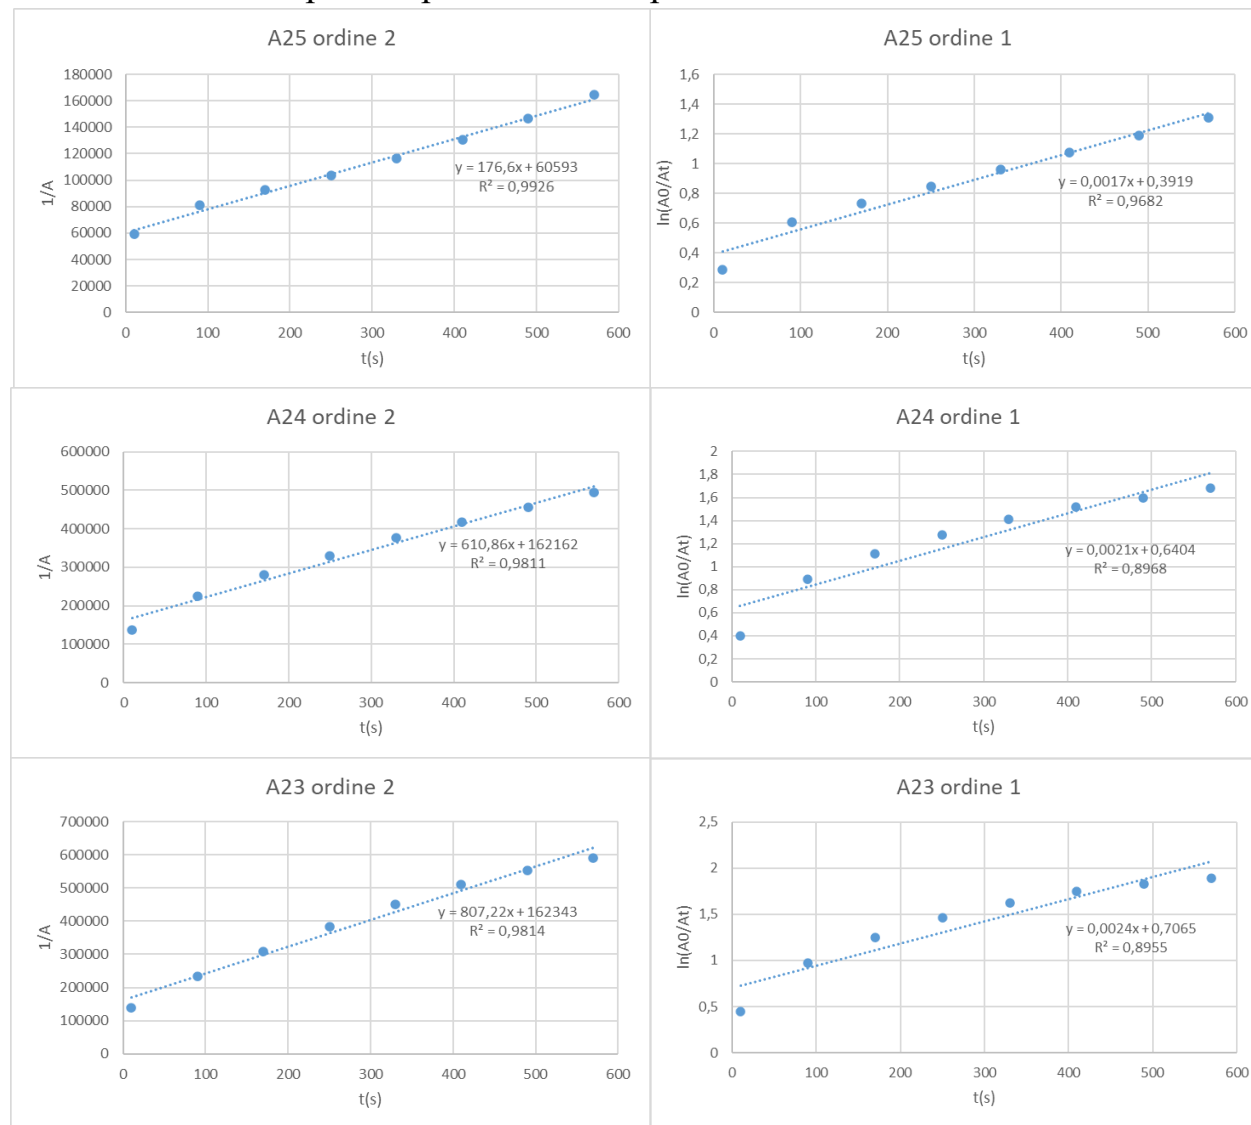 A25 ordine 2
180000
160000
140000
120000
100000
80000
60000
40000
20000
0
1/A
y = 176,6x + 60593
R² = 0,9926
0 100 200 300 400 500 600
t(s)
A25 ordine 1
1,6
1,4
1,2
1
0,8
0,6
0,4
0,2
0
ln(A0/At)
y = 0,0017x + 0,3919
R² = 0,9682
0 100 200 300 400 500 600
t(s)
A24 ordine 2
600000
500000
400000
300000
200000
100000
0
1/A
y = 610,86x + 162162
R² = 0,9811
0 100 200 300 400 500 600
t(s)
A24 ordine 1
2
1,8
1,6
1,4
1,2
1
0,8
0,6
0,4
0,2
0
ln(A0/At)
y = 0,0021x + 0,6404
R² = 0,8968
0 100 200 300 400 500 600
t(s)
A23 ordine 2
700000
600000
500000
400000
300000
200000
100000
0
1/A
y = 807,22x + 162343
R² = 0,9814
0 100 200 300 400 500 600
t(s)
A23 ordine 1
2,5
2
1,5
1
0,5
0
ln(A0/At)
y = 0,0024x + 0,7065
R² = 0,8955
0 100 200 300 400 500 600
t(s)